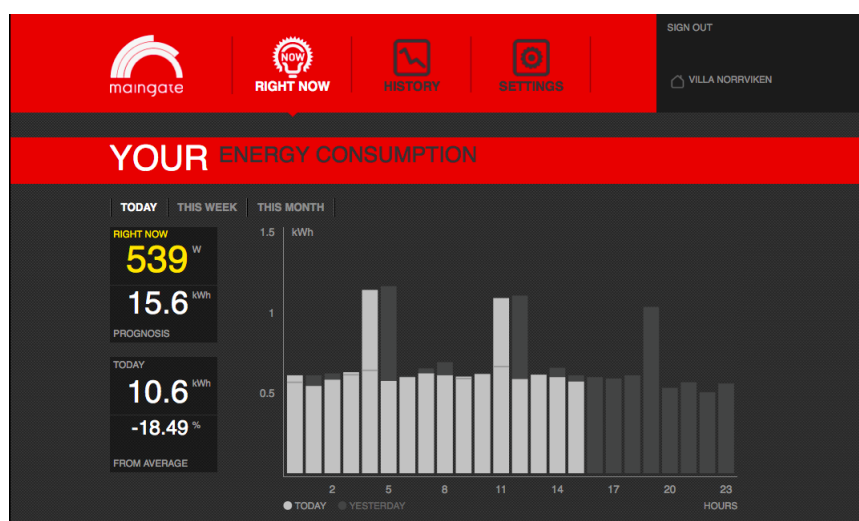 SIGN OUT
maingate
NOW
RIGHT NOW
HISTORY
SETTINGS
VILLA NORRVIKEN
YOUR ENERGY CONSUMPTION
TODAY
THIS WEEK
THIS MONTH
RIGHT NOW
539 W
15.6 kWh
PROGNOSIS
TODAY
10.6 kWh
-18.49 %
FROM AVERAGE
1.5 kWh
1
0.5
2 5 8 11 14 17 20 23
TODAY YESTERDAY
HOURS